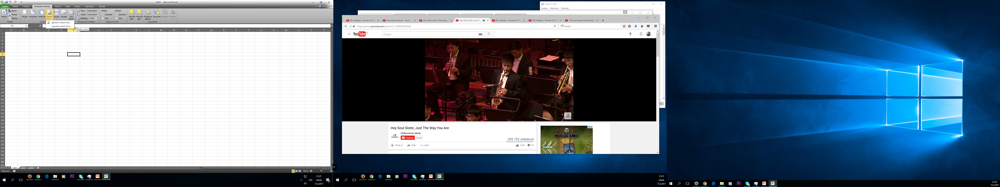 Sešit1 - Microsoft Excel
Soubor Domů Vložení Rozložení stránky Vzorce Data Revize Zobrazení Vývojář
Motivy Barvy Písma Efekty Okraje Orientace Velikost Oblast tisku Konce Pozadí Tisk názvů
Šířka: Automaticl Výška: Automaticl Měřítko: 100%
Mřížka Zobrazit Tisk Záhlaví Zobrazit Tisk
Přenést blíž Přenést dál Podokno výběru Zarovnat Skupina Otočit
Motivy Vzhled Přizpůsobit měřítko Možnosti listu Uspořádat
Nastavit oblast tisku
Vymazat oblast tisku
F7 fx Řádek vzorců
A B C D E F G H I J K L M N O P Q R S T U V W X Y Z
1
2
3
4
5
6
7
8
9
10
11
12
13
14
15
16
17
18
19
20
21
22
23
24
25
26
27
28
29
30
31
32
33
34
35
36
37
38
39
List1 List2 List3
Připraven 100 %
CES
21:25
středa
15.3.2017
Správce úloh
Soubor Možnosti Zobrazit
80's Medley / Smoke On T... Firework Overture - YouT... Let's Get Loud / Party Roc... Hey Soul Sister, Just T... 80's Medley / Smoke On T... 80's Medley / Smoke On T... The Lion King Finale (Final...
https://www.youtube.com/watch?v=4F9bFNnHkd0 Hledat
YouTube CZ Hledat
Hey Soul Sister, Just The Way You Are
Philharmonic Winds
Odebírat 22 441
539 752 zhlédnutí
Přidat do Sdílet Další 3 699 45
WORLD OF TANKS
KLIKNĚTE
21:25
středa
15.3.2017
21:25
15.3.2017